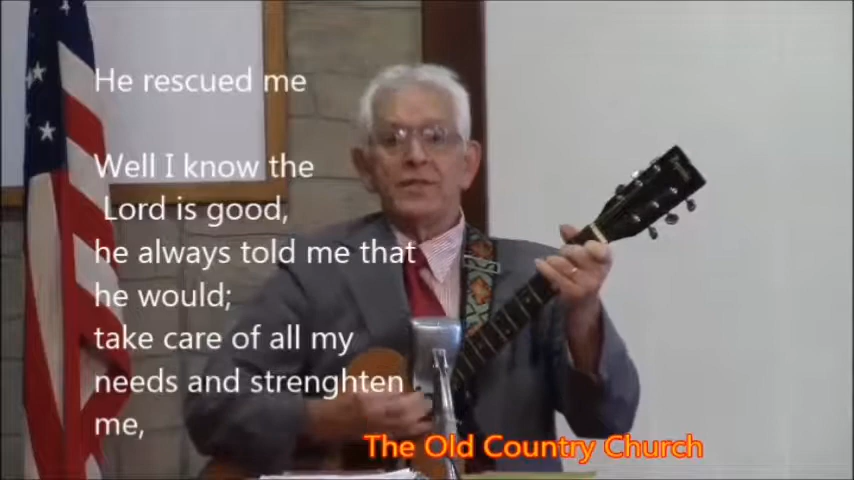 He rescued me
Well I know the
Lord is good,
he always told me that
he would;
take care of all my
needs and strenghten
me,
The Old Country Church